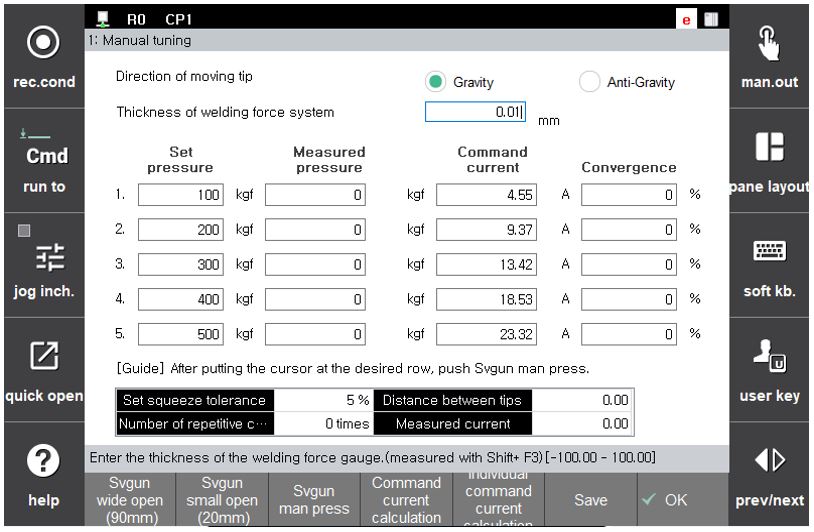 R0 CP1 e
1: Manual tuning
rec.cond
Cmd
run to
jog inch.
quick open
help
Direction of moving tip Gravity Anti-Gravity
Thickness of welding force system 0.01 mm
Set pressure Measured pressure Command current Convergence
1. 100 kgf 0 kgf 4.55 A 0 %
2. 200 kgf 0 kgf 9.37 A 0 %
3. 300 kgf 0 kgf 13.42 A 0 %
4. 400 kgf 0 kgf 18.53 A 0 %
5. 500 kgf 0 kgf 23.32 A 0 %
[Guide] After putting the cursor at the desired row, push Svgun man press.
Set squeeze tolerance 5 % Distance between tips 0.00
Number of repetitive c··· 0 times Measured current 0.00
Enter the thickness of the welding force gauge.(measured with Shift+ F3)[-100.00 - 100.00]
Svgun wide open (90mm)
Svgun small open (20mm)
Svgun man press
Command current calculation
individual command current calculation
Save
OK
man.out
pane layout
soft kb.
U
user key
prev/next